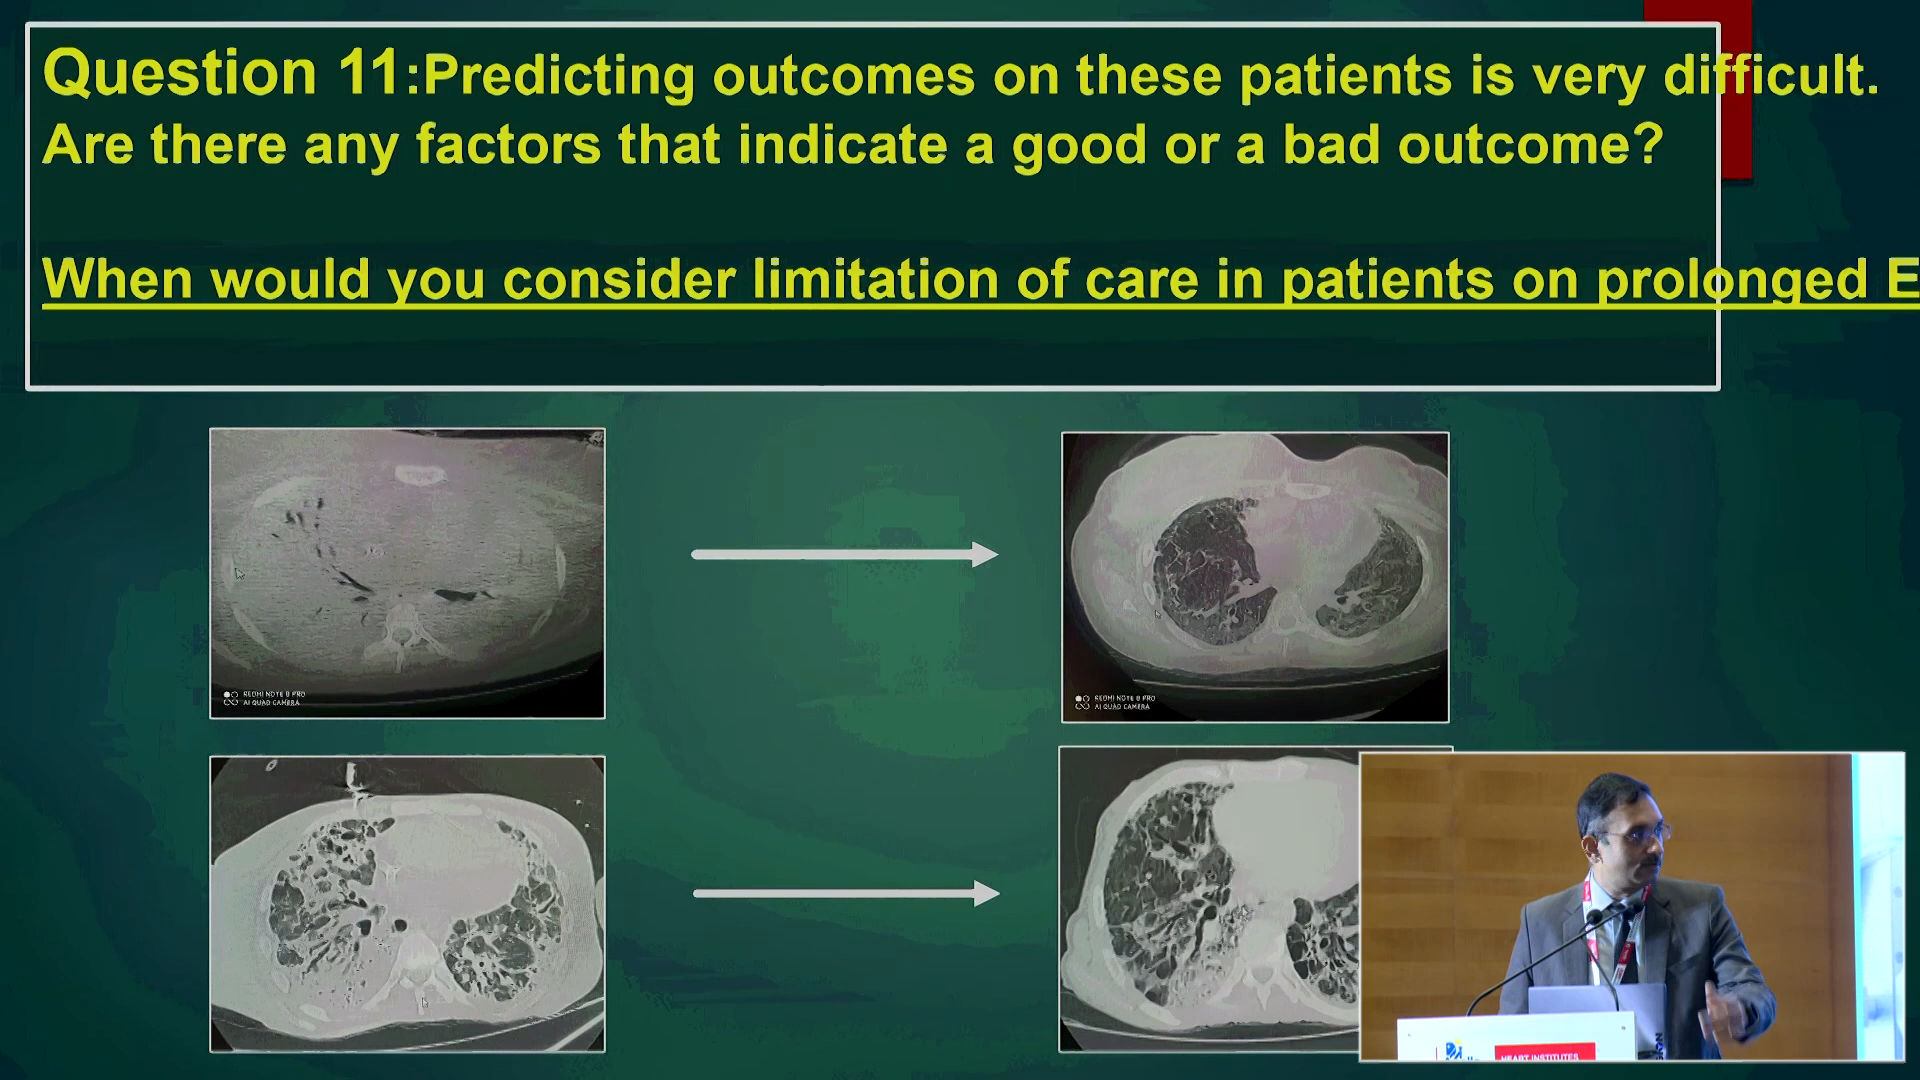 Question 11:Predicting outcomes on these patients is very difficult.
Are there any factors that indicate a good or a bad outcome?
When would you consider limitation of care in patients on prolonged E
REDMI NOTE 8 PRO
AI QUAD CAMERA
REDMI NOTE 8 PRO
AI QUAD CAMERA
HEART INSTITUTES